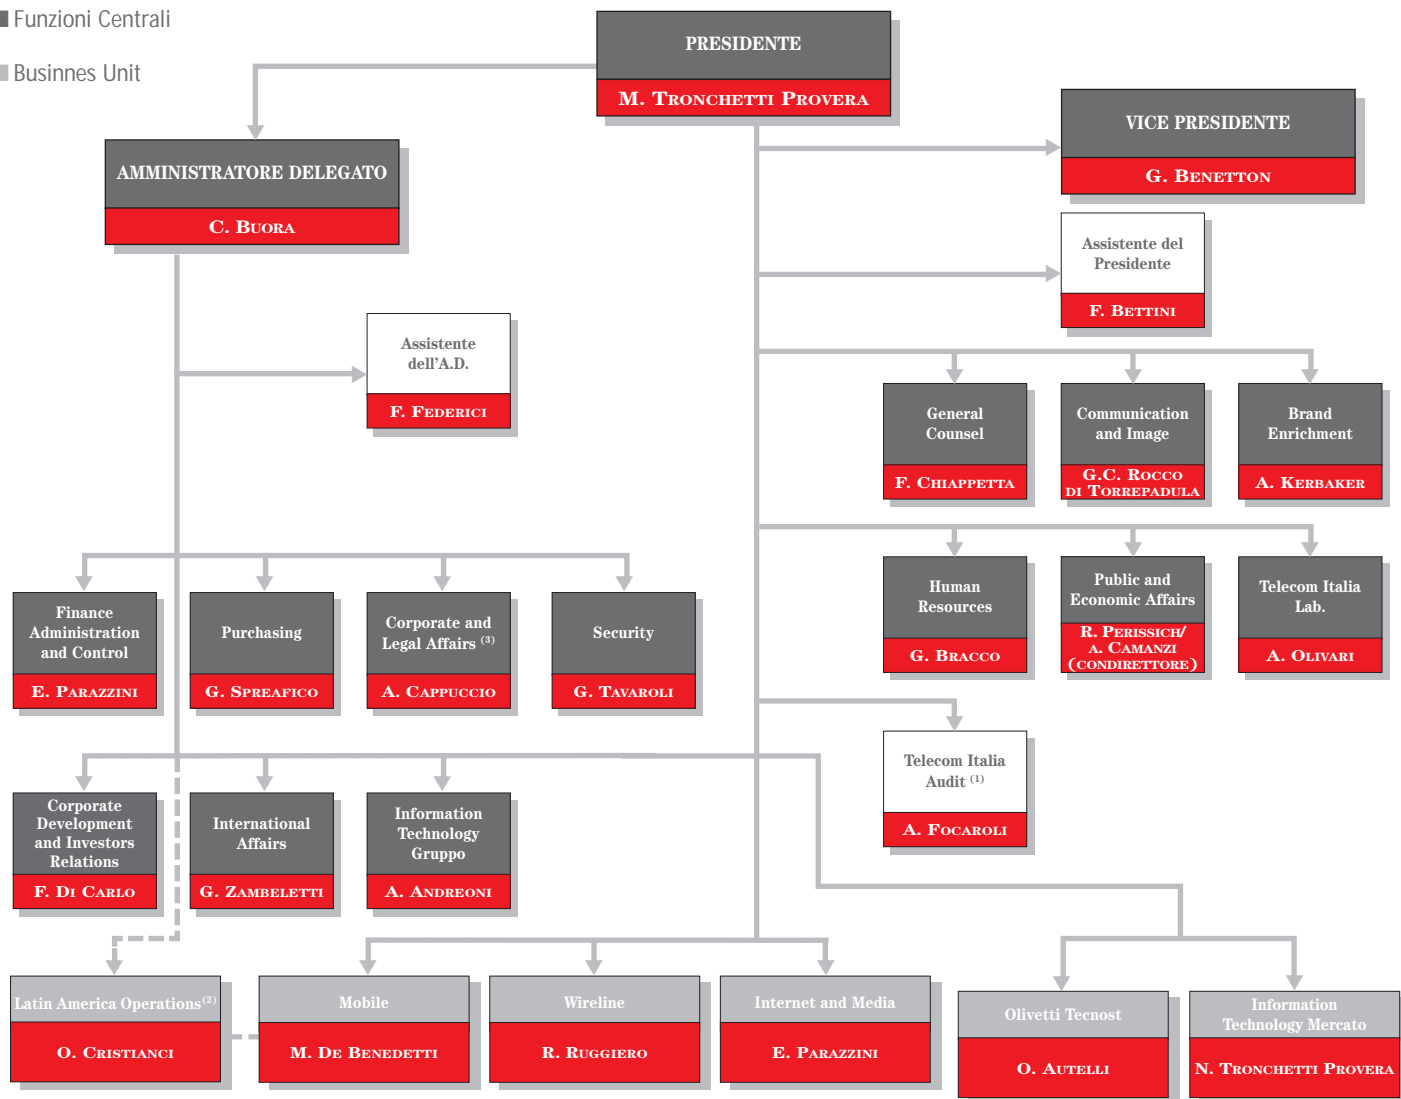 Funzioni Centrali
Businnes Unit
PRESIDENTE
M. TRONCHETTI PROVERA
VICE PRESIDENTE
G. BENETTON
AMMINISTRATORE DELEGATO
C. BUORA
Assistente del
Presidente
F. BETTINI
Assistente
dell'A.D.
F. FEDERICI
General
Counsel
F. CHIAPPETTA
Communication
and Image
G.C. ROCCO
DI TORREPADULA
Brand
Enrichment
A. KERBAKER
Human
Resources
G. BRACCO
Public and
Economic Affairs
R. PERISSICH/
A. CAMANZI
(CONDIRETTORE)
Telecom Italia
Lab.
A. OLIVARI
Finance
Administration
and Control
E. PARAZZINI
Purchasing
G. SPREAFICO
Corporate and
Legal Affairs (3)
A. CAPPUCCIO
Security
G. TAVAROLI
Telecom Italia
Audit (1)
A. FOCAROLI
Corporate
Development
and Investors
Relations
F. DI CARLO
International
Affairs
G. ZAMBELETTI
Information
Technology
Gruppo
A. ANDREONI
Latin America Operations(2)
O. CRISTIANCI
Mobile
M. DE BENEDETTI
Wireline
R. RUGGIERO
Internet and Media
E. PARAZZINI
Olivetti Tecnost
O. AUTELLI
Information
Technology Mercato
N. TRONCHETTI PROVERA